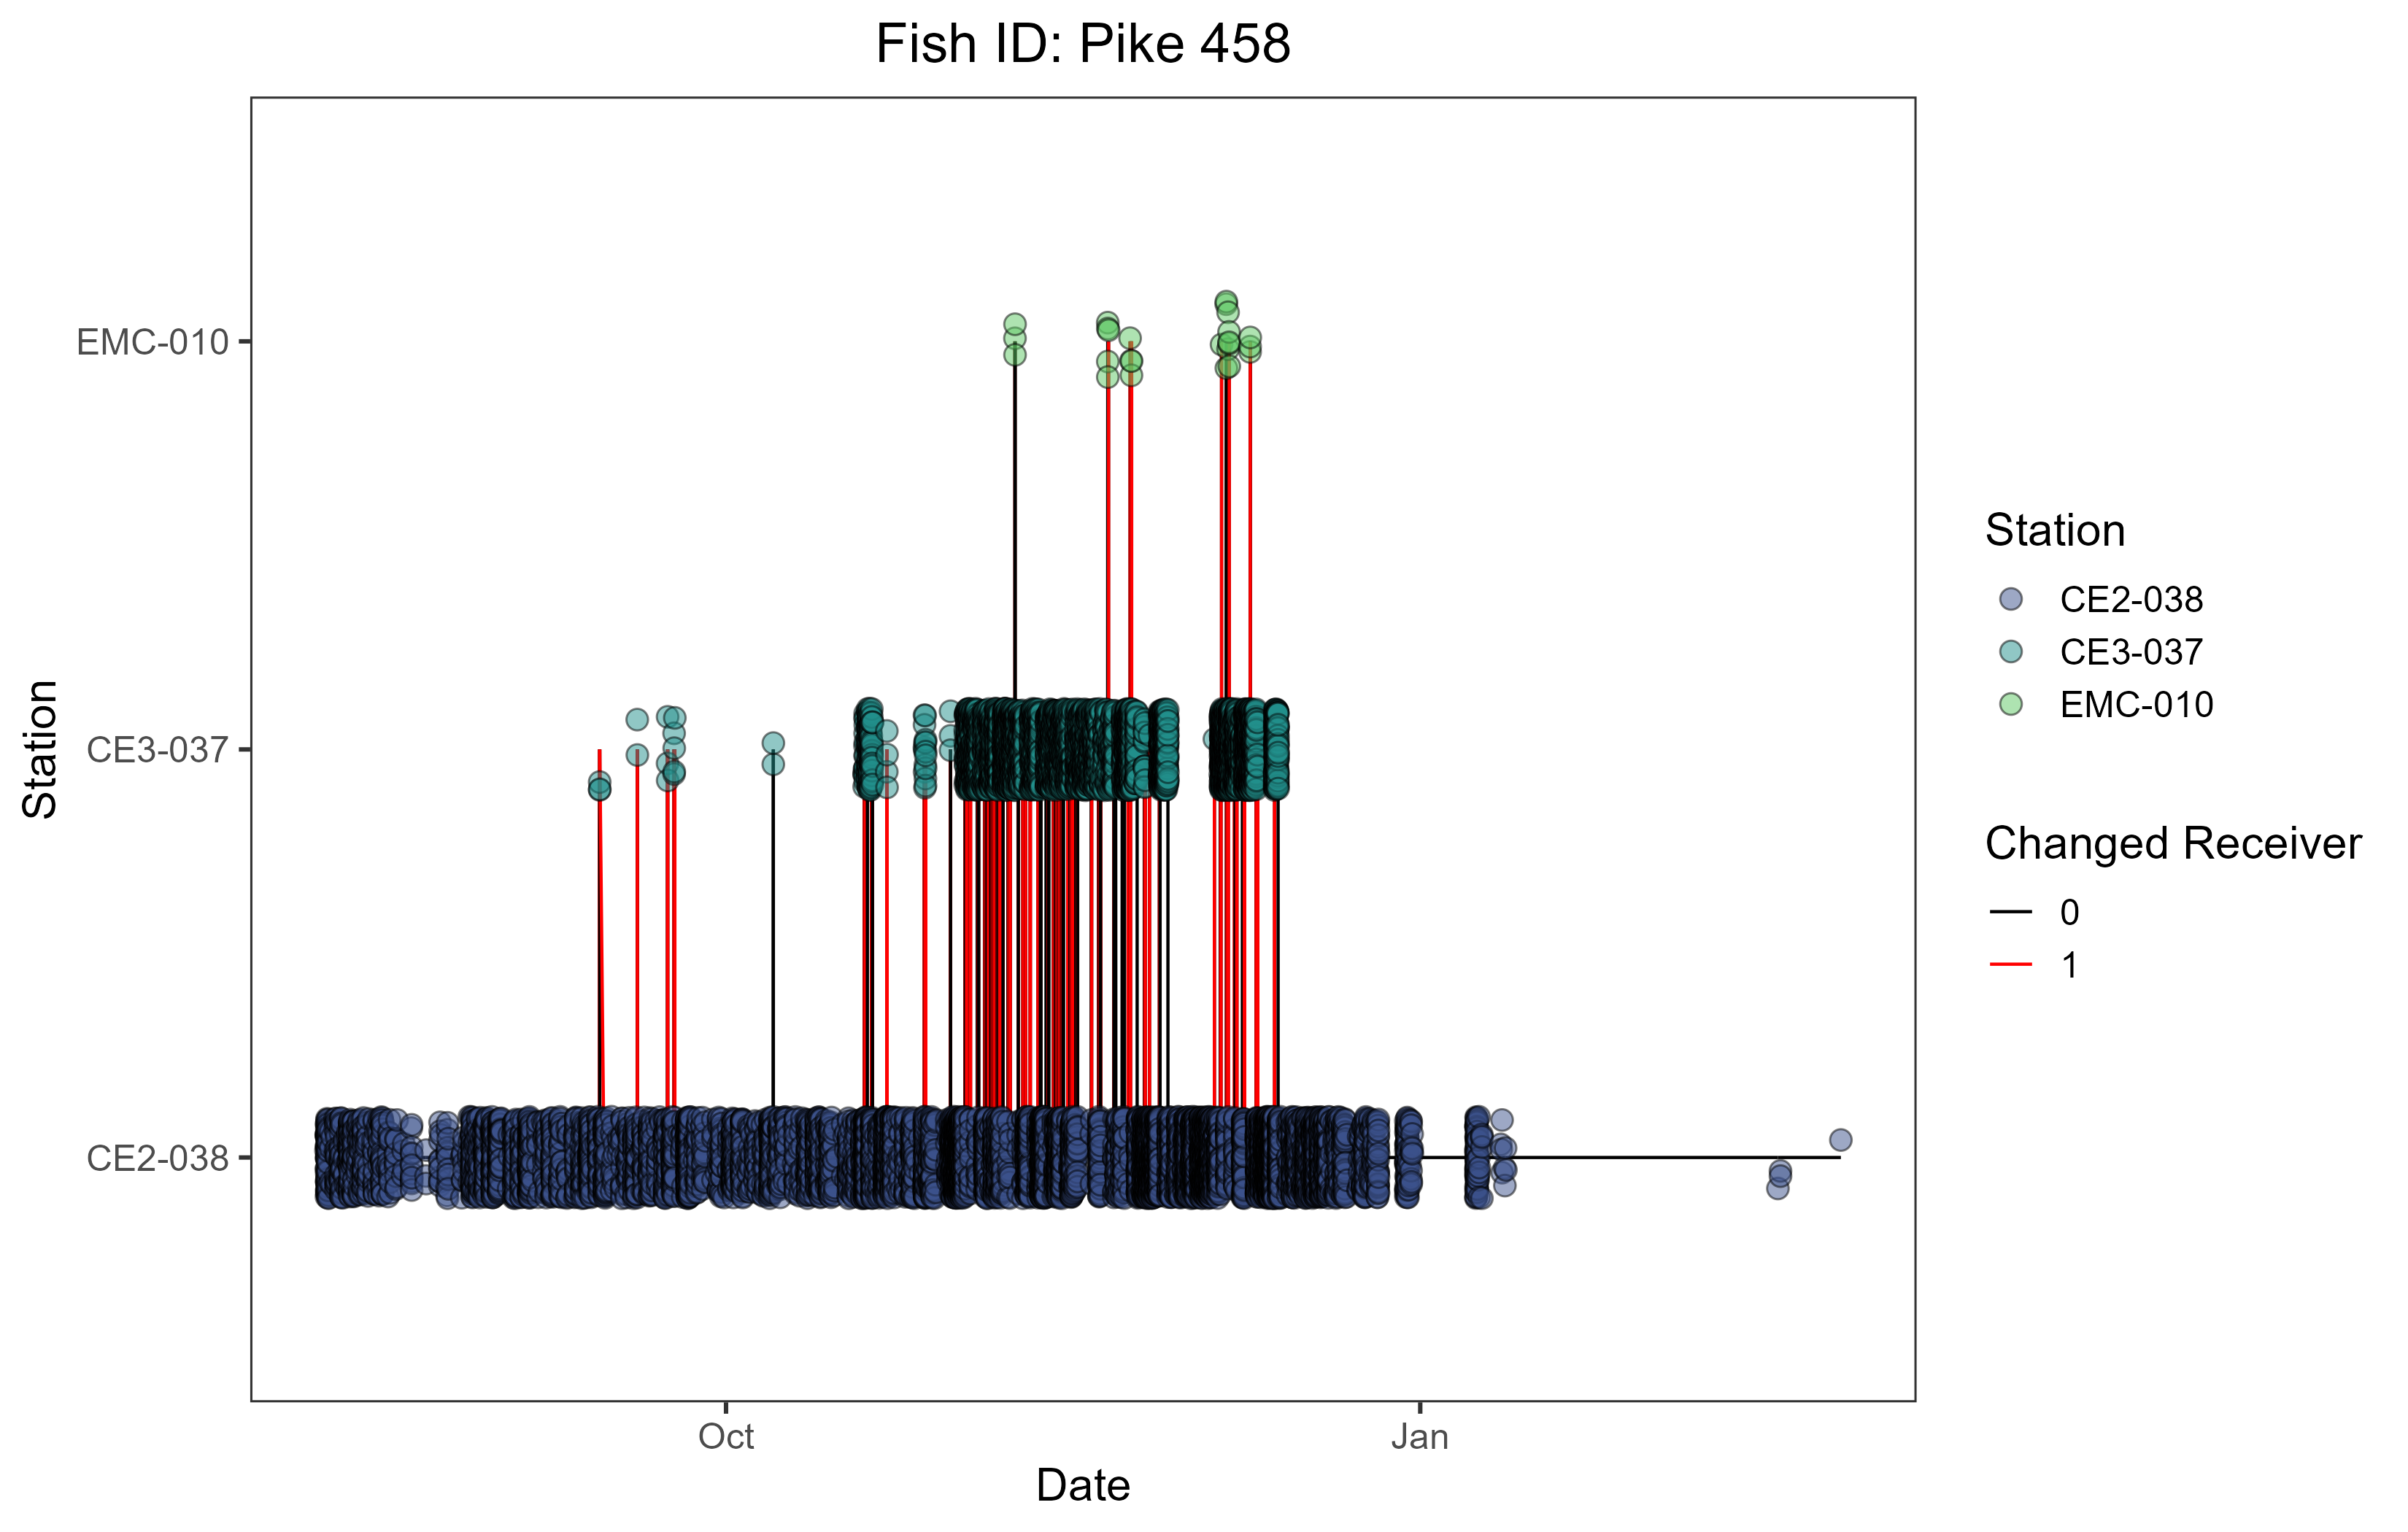 Fish ID: Pike 458
Station
EMC-010
CE3-037
CE2-038
Oct
Jan
Date
Station
CE2-038
CE3-037
EMC-010
Changed Receiver
0
1